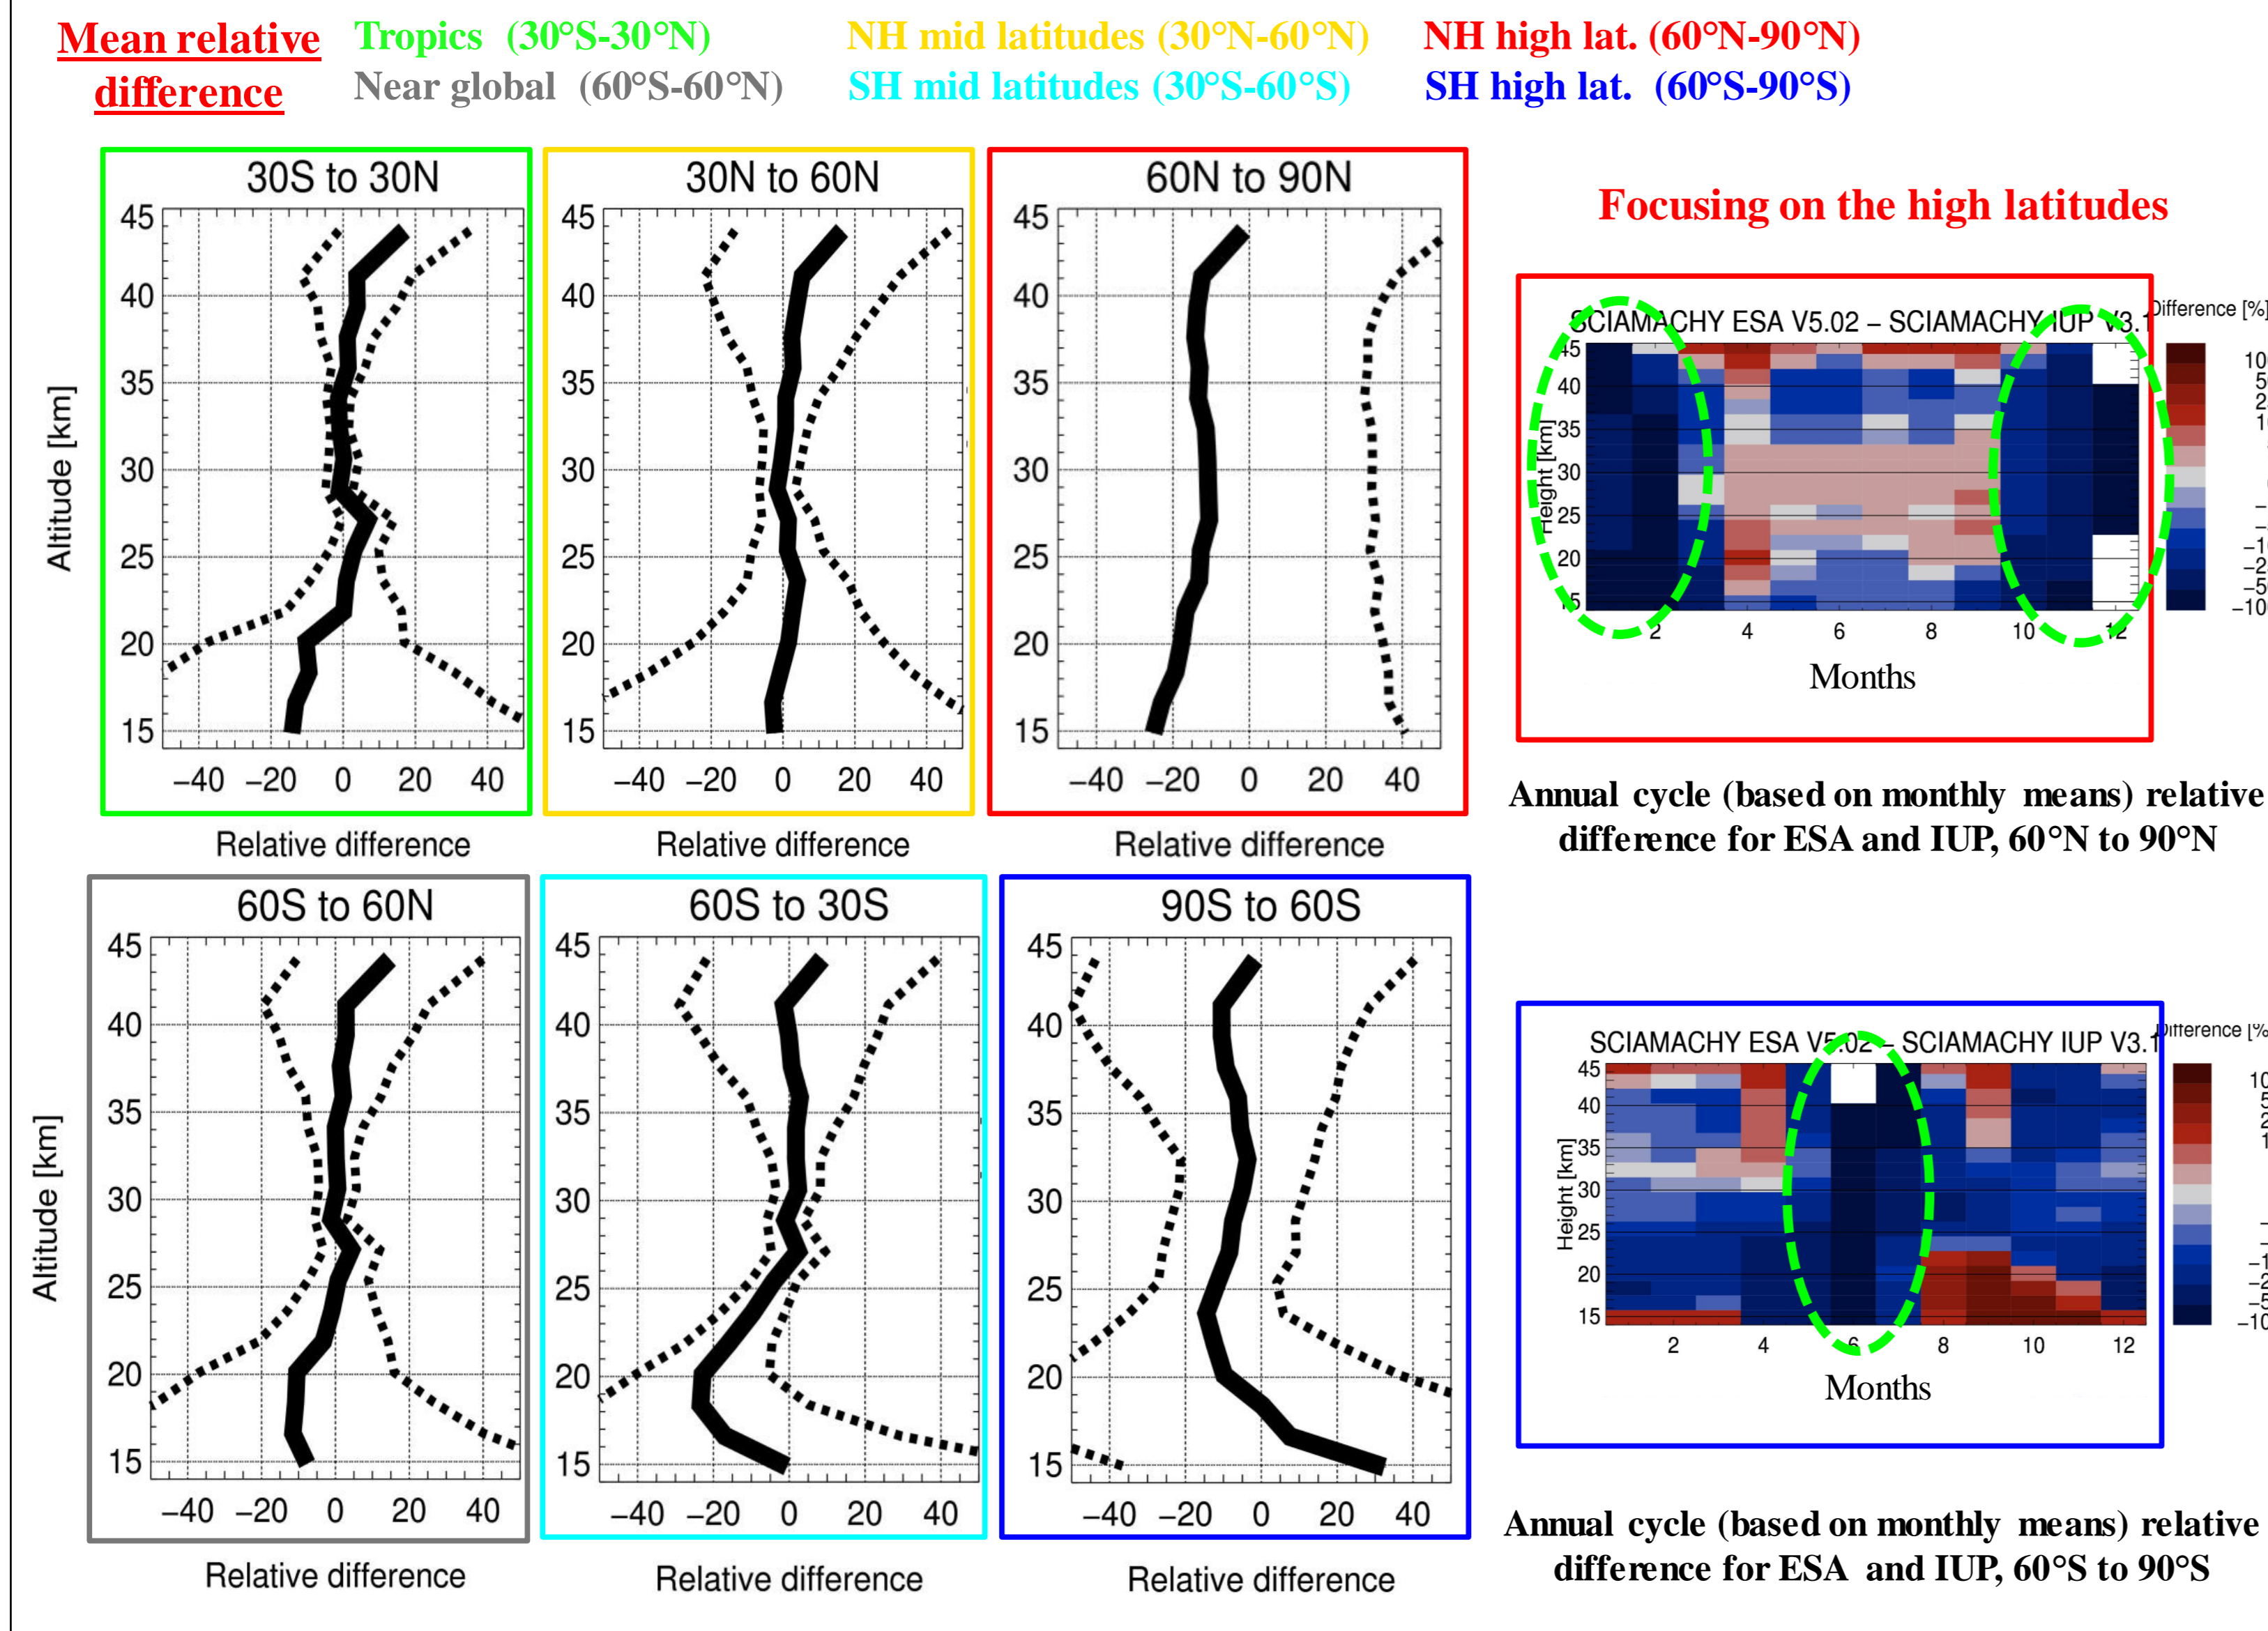 Mean relative
difference
Tropics (30°S-30°N)
NH mid latitudes (30°N-60°N)
NH high lat. (60°N-90°N)
Near global (60°S-60°N)
SH mid latitudes (30°S-60°S)
SH high lat. (60°S-90°S)
30S to 30N
45
40
35
30
25
20
15
Altitude [km]
−40 −20 0 20 40
Relative difference
30N to 60N
45
40
35
30
25
20
15
−40 −20 0 20 40
Relative difference
60N to 90N
45
40
35
30
25
20
15
−40 −20 0 20 40
Relative difference
Focusing on the high latitudes
SCIAMACHY ESA V5.02 – SCIAMACHY IUP V3.1
Difference [%]
45
40
35
30
25
20
15
Height [km]
2 4 6 8 10 12
Months
Annual cycle (based on monthly means) relative
difference for ESA and IUP, 60°N to 90°N
60S to 60N
45
40
35
30
25
20
15
Altitude [km]
−40 −20 0 20 40
Relative difference
60S to 30S
45
40
35
30
25
20
15
−40 −20 0 20 40
Relative difference
90S to 60S
45
40
35
30
25
20
15
−40 −20 0 20 40
Relative difference
SCIAMACHY ESA V5.02 – SCIAMACHY IUP V3.1
Difference [%
45
40
35
30
25
20
15
Height [km]
2 4 6 8 10 12
Months
Annual cycle (based on monthly means) relative
difference for ESA and IUP, 60°S to 90°S